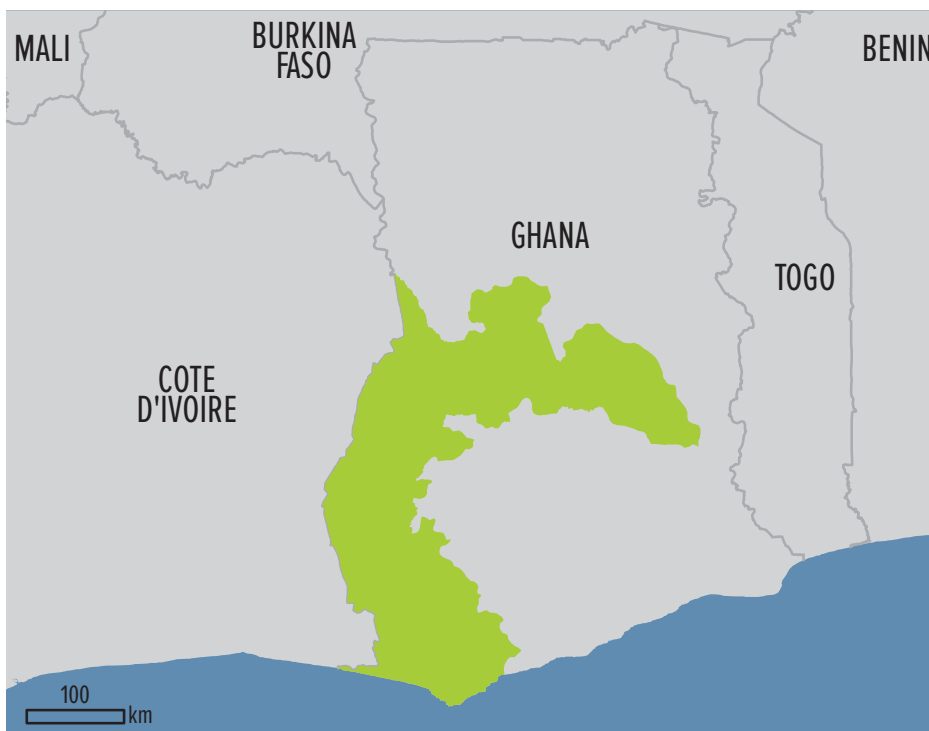 MALI
BURKINA
FASO
BENIN
GHANA
TOGO
COTE
D'IVOIRE
100
km